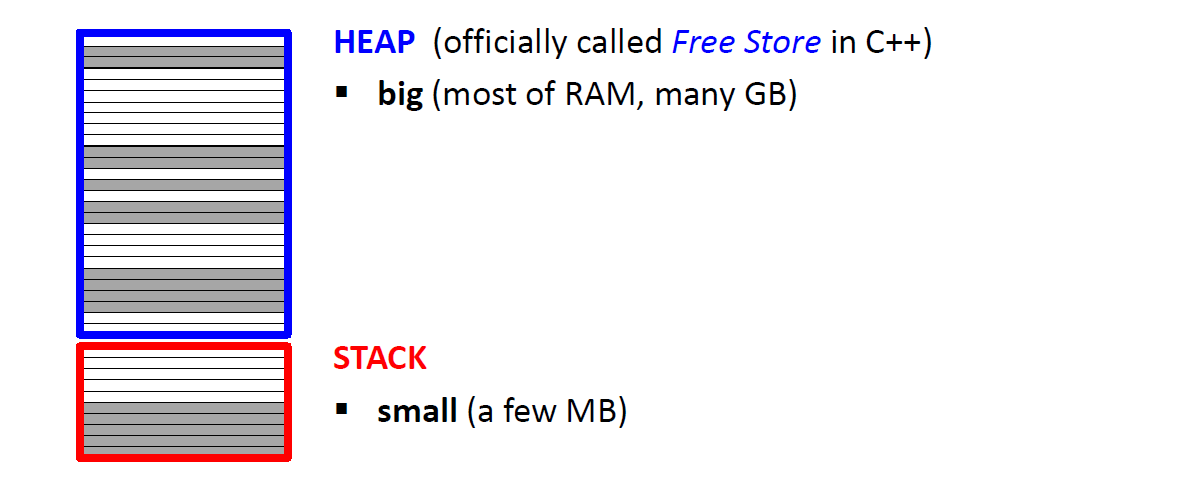 HEAP (officially called Free Store in C++)
▪ big (most of RAM, many GB)
STACK
▪ small (a few MB)